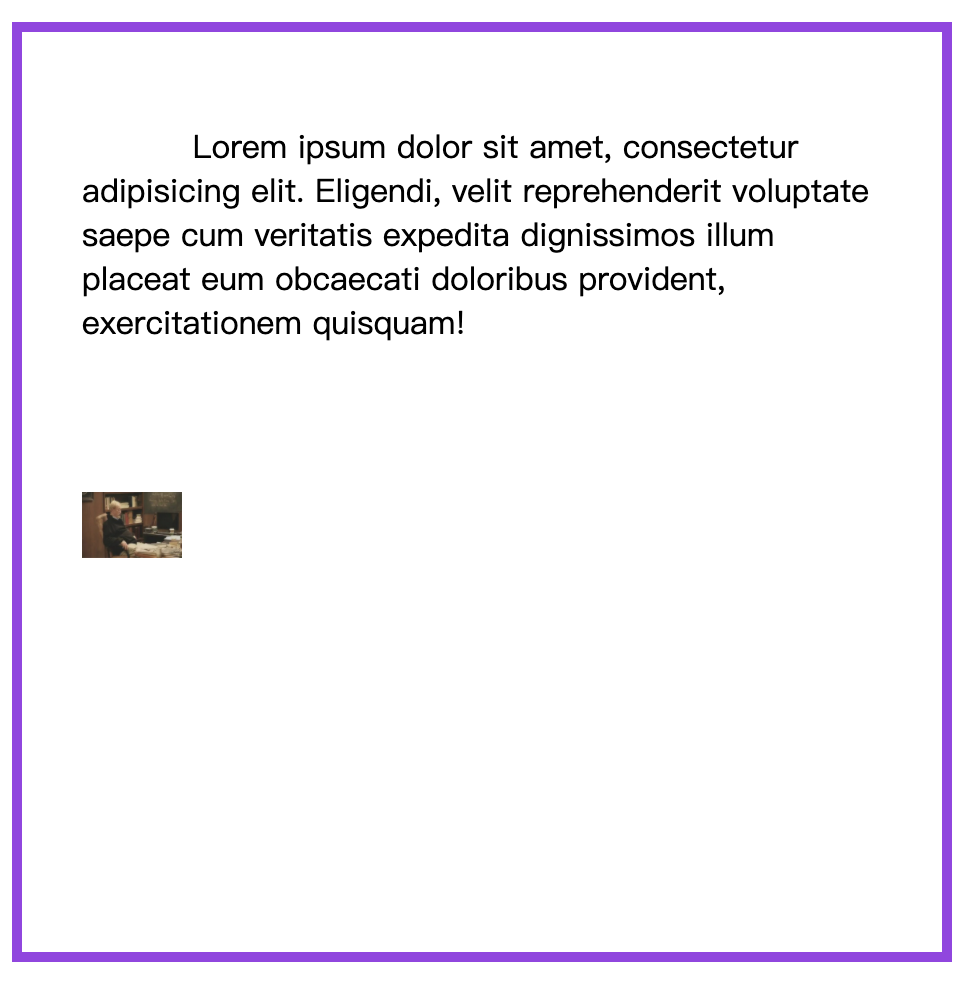 Lorem ipsum dolor sit amet, consectetur
adipisicing elit. Eligendi, velit reprehenderit voluptate
saepe cum veritatis expedita dignissimos illum
placeat eum obcaecati doloribus provident,
exercitationem quisquam!